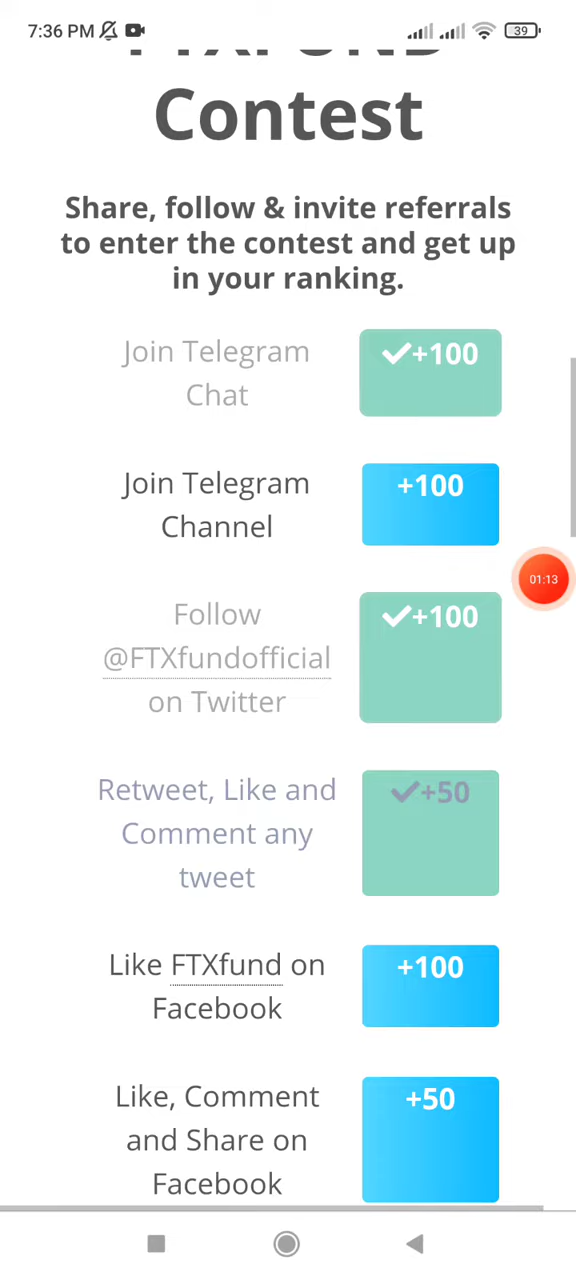 7:36 PM
39
FTXFUND
Contest
Share, follow & invite referrals
to enter the contest and get up
in your ranking.
Join Telegram
Chat
+100
Join Telegram
Channel
+100
01:13
Follow
@FTXfundofficial
on Twitter
+100
Retweet, Like and
Comment any
tweet
+50
Like FTXfund on
Facebook
+100
Like, Comment
and Share on
Facebook
+50